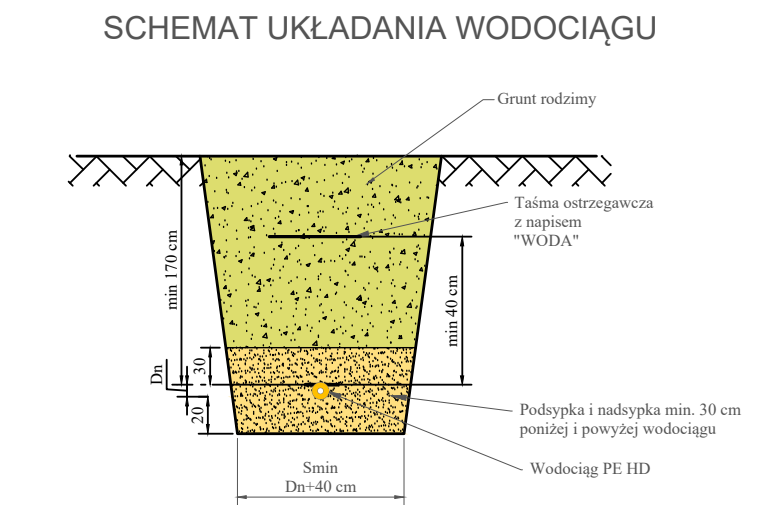 SCHEMAT UKŁADANIA WODOCIĄGU
Grunt rodzimy
Taśma ostrzegawcza
z napisem
"WODA"
min 170 cm
min 40 cm
30
Dn
20
Podsypka i nadsypka min. 30 cm
poniżej i powyżej wodociągu
Wodociąg PE HD
Smin
Dn+40 cm